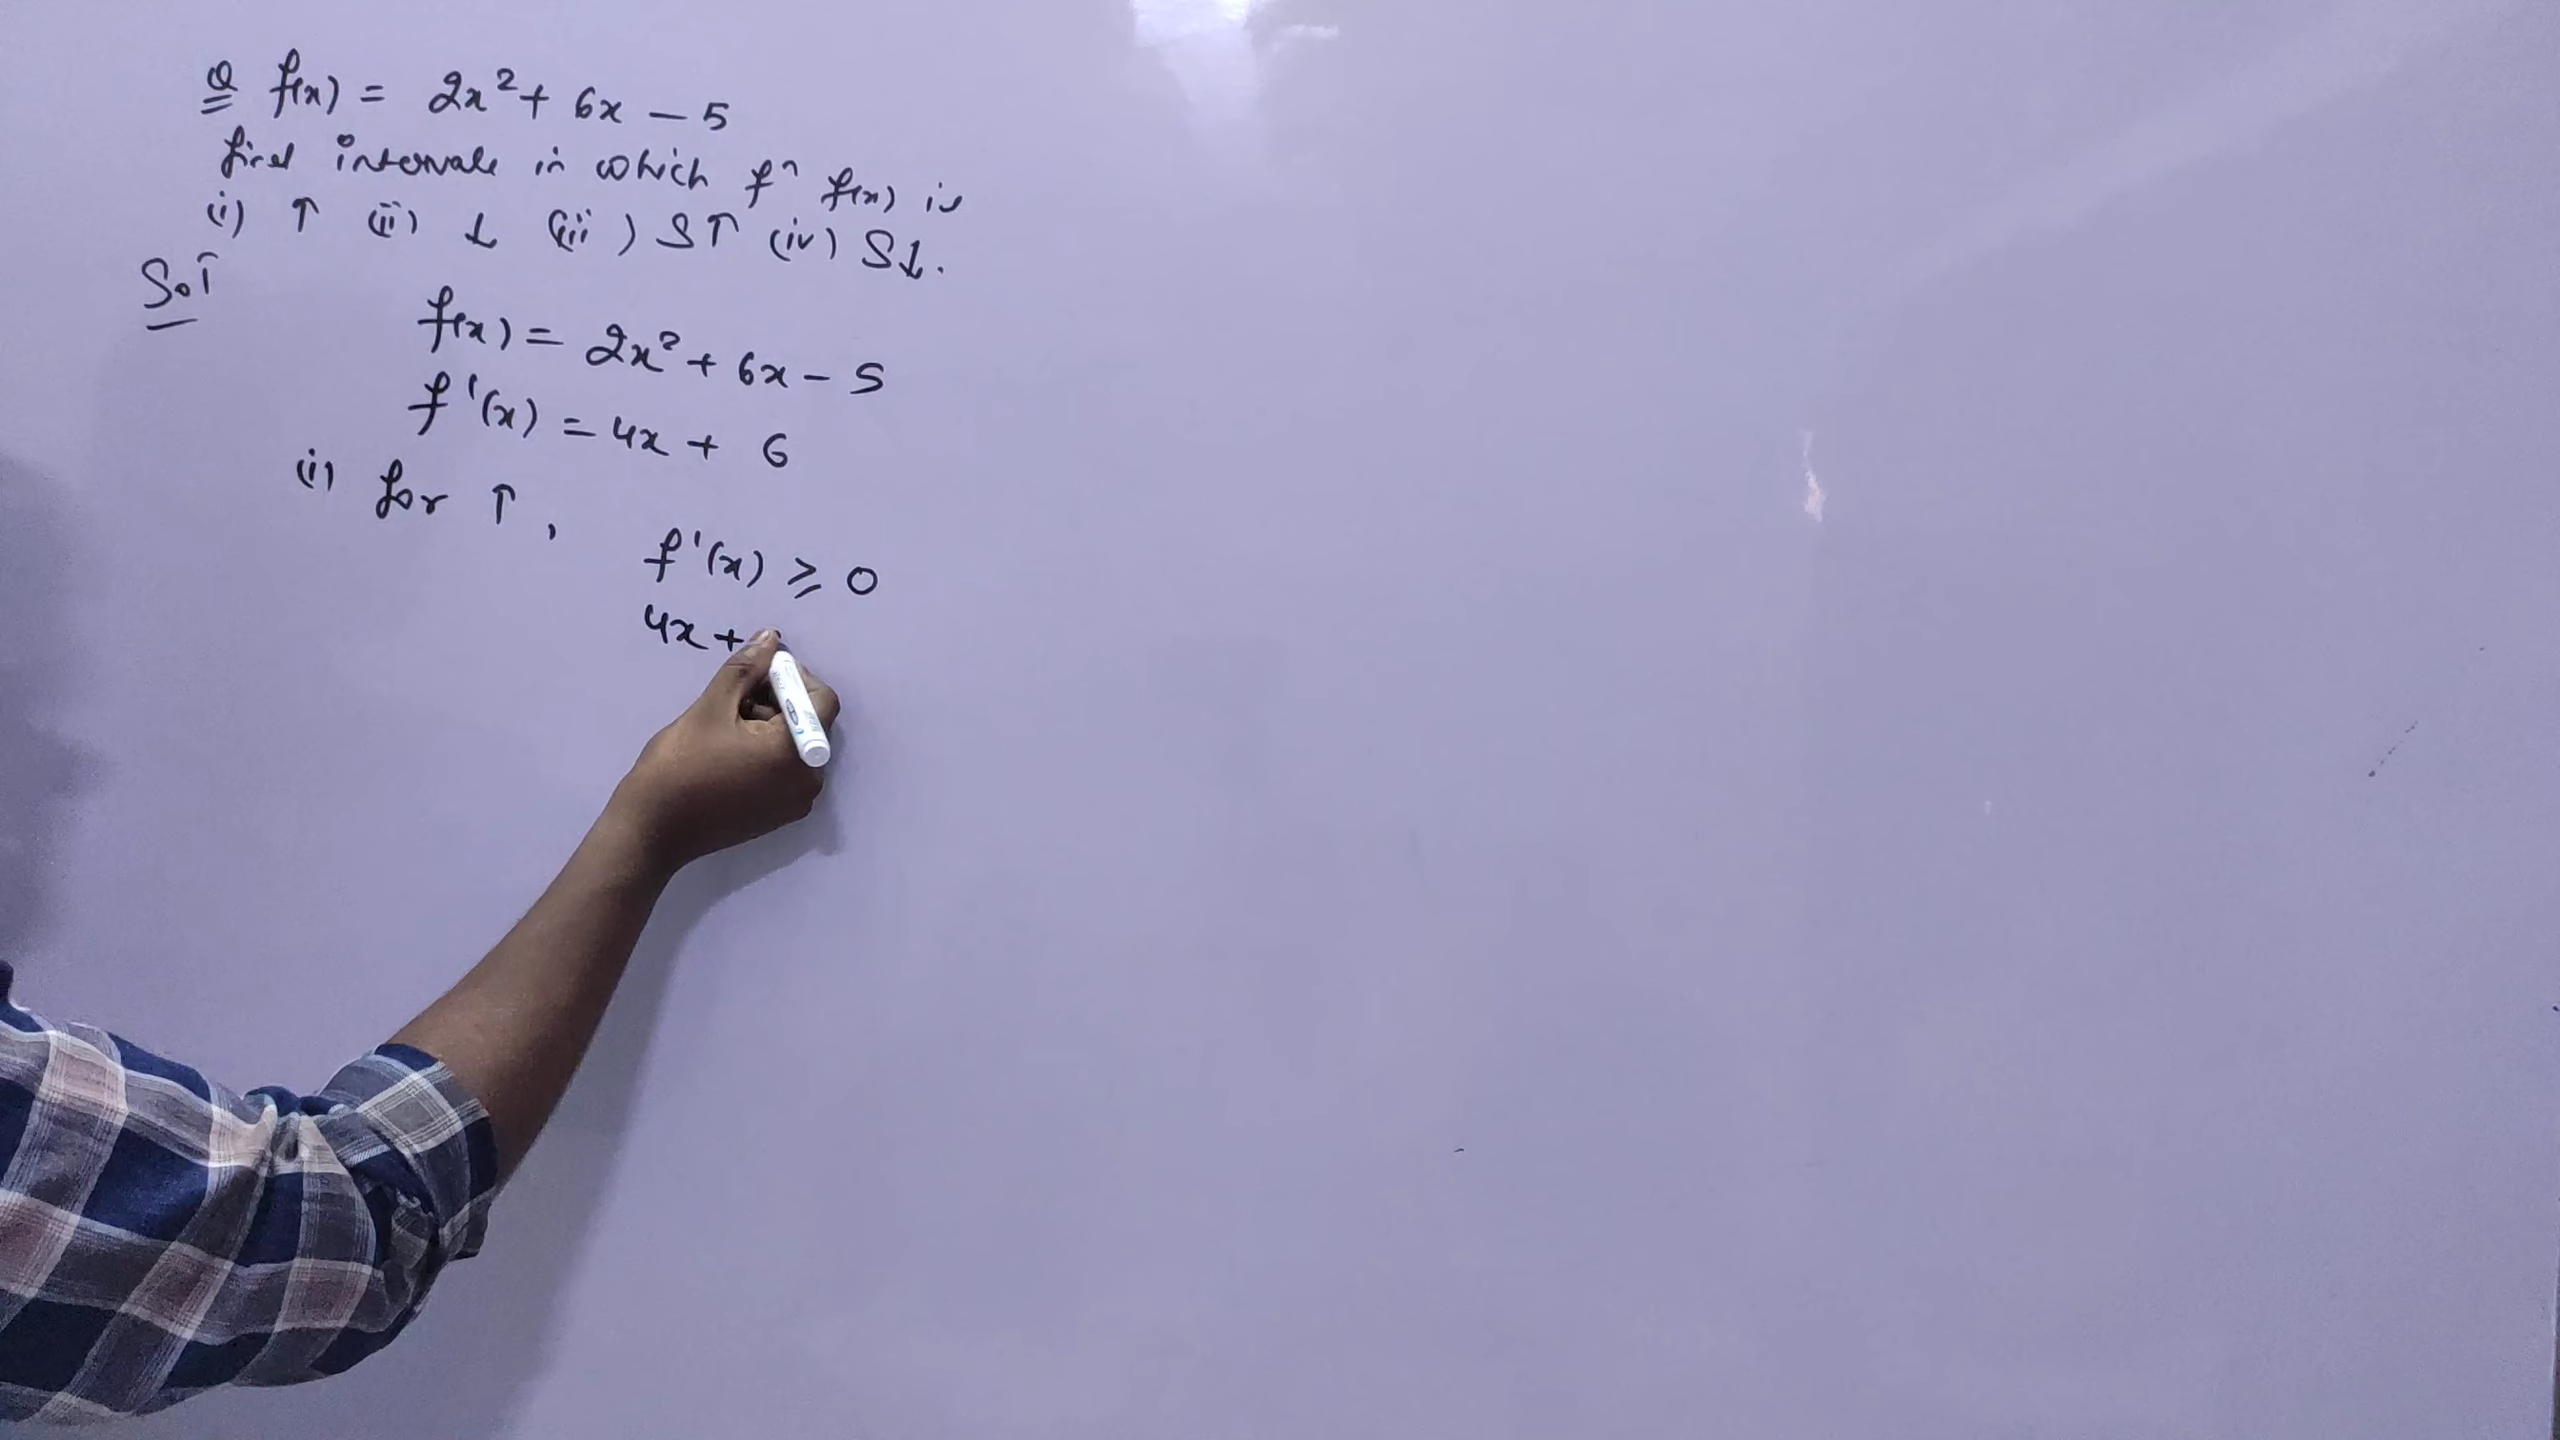 Q f(x) = 2x² + 6x - 5
find intervals in which fⁿ f(x) is
(i) ↑ (ii) ↓ (iii) S↑ (iv) S↓.
Solⁿ
f(x) = 2x² + 6x - 5
f'(x) = 4x + 6
(i) for ↑,
f'(x) ⩾ 0
4x +